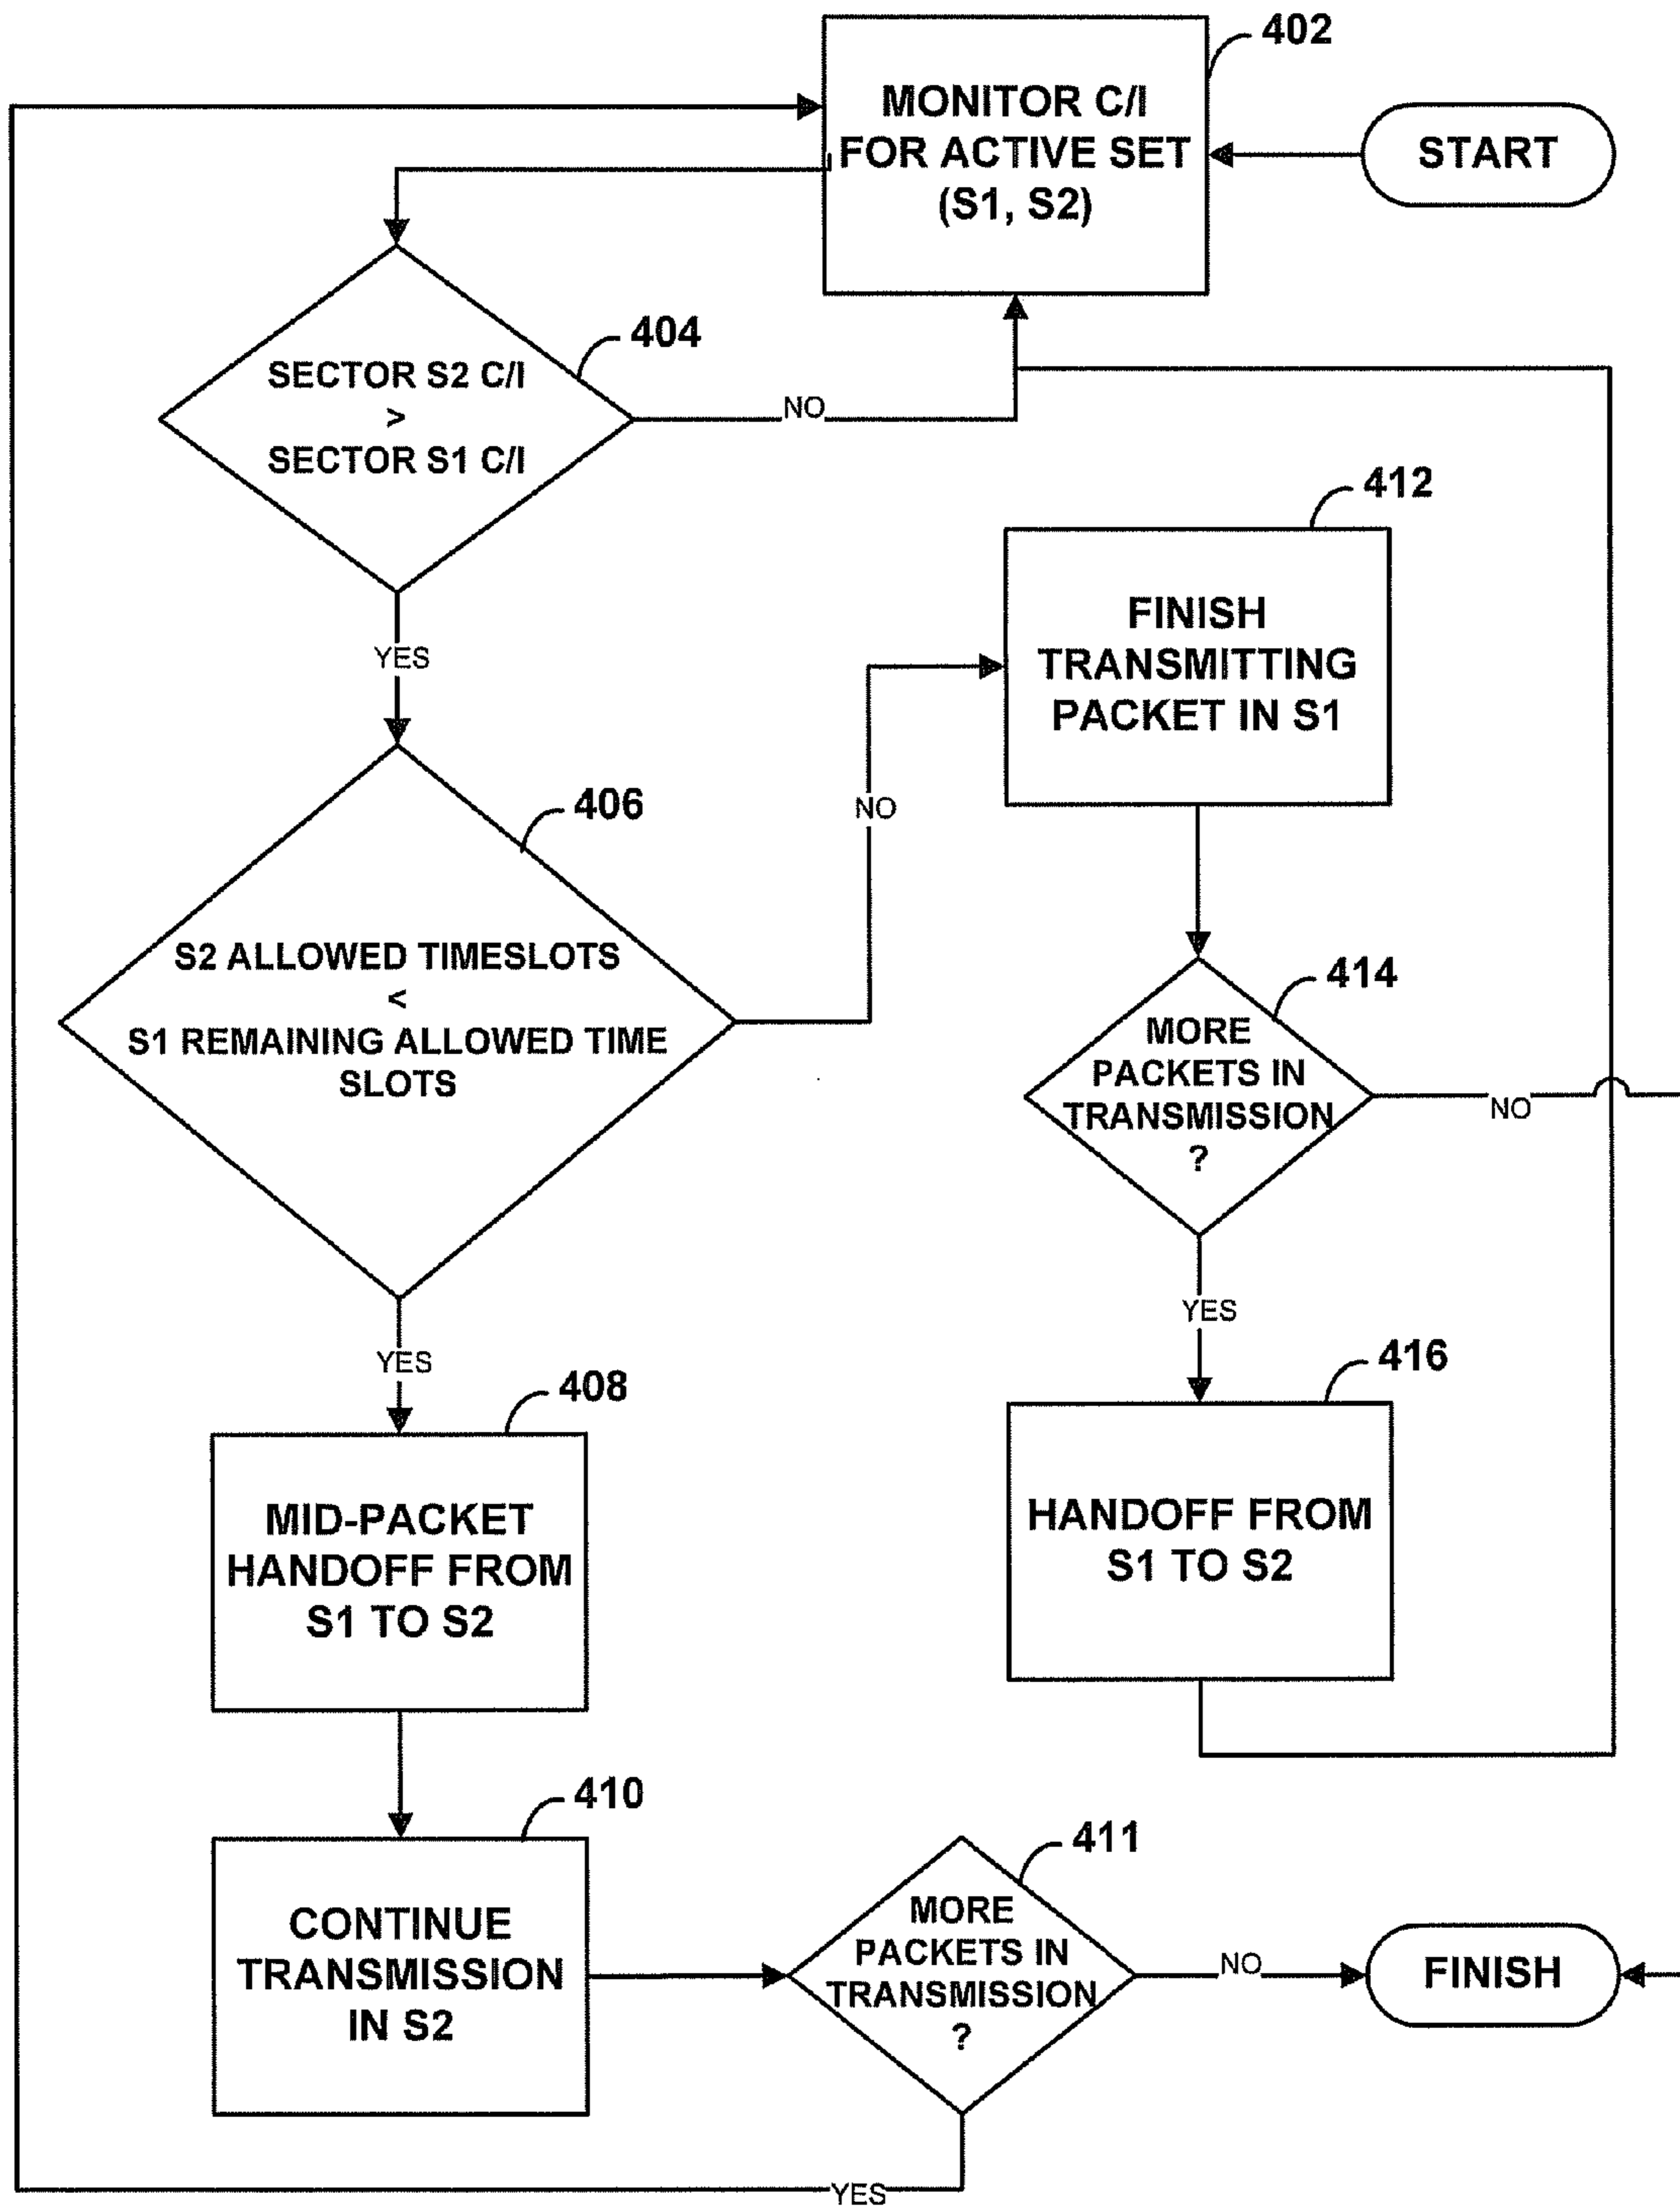 402
MONITOR C/I
FOR ACTIVE SET
(S1, S2)
START
404
SECTOR S2 C/I
>
SECTOR S1 C/I
NO
YES
412
FINISH
TRANSMITTING
PACKET IN S1
406
S2 ALLOWED TIMESLOTS
<
S1 REMAINING ALLOWED TIME
SLOTS
NO
YES
414
MORE
PACKETS IN
TRANSMISSION
?
NO
YES
408
MID-PACKET
HANDOFF FROM
S1 TO S2
416
HANDOFF FROM
S1 TO S2
410
CONTINUE
TRANSMISSION
IN S2
411
MORE
PACKETS IN
TRANSMISSION
?
NO
FINISH
YES